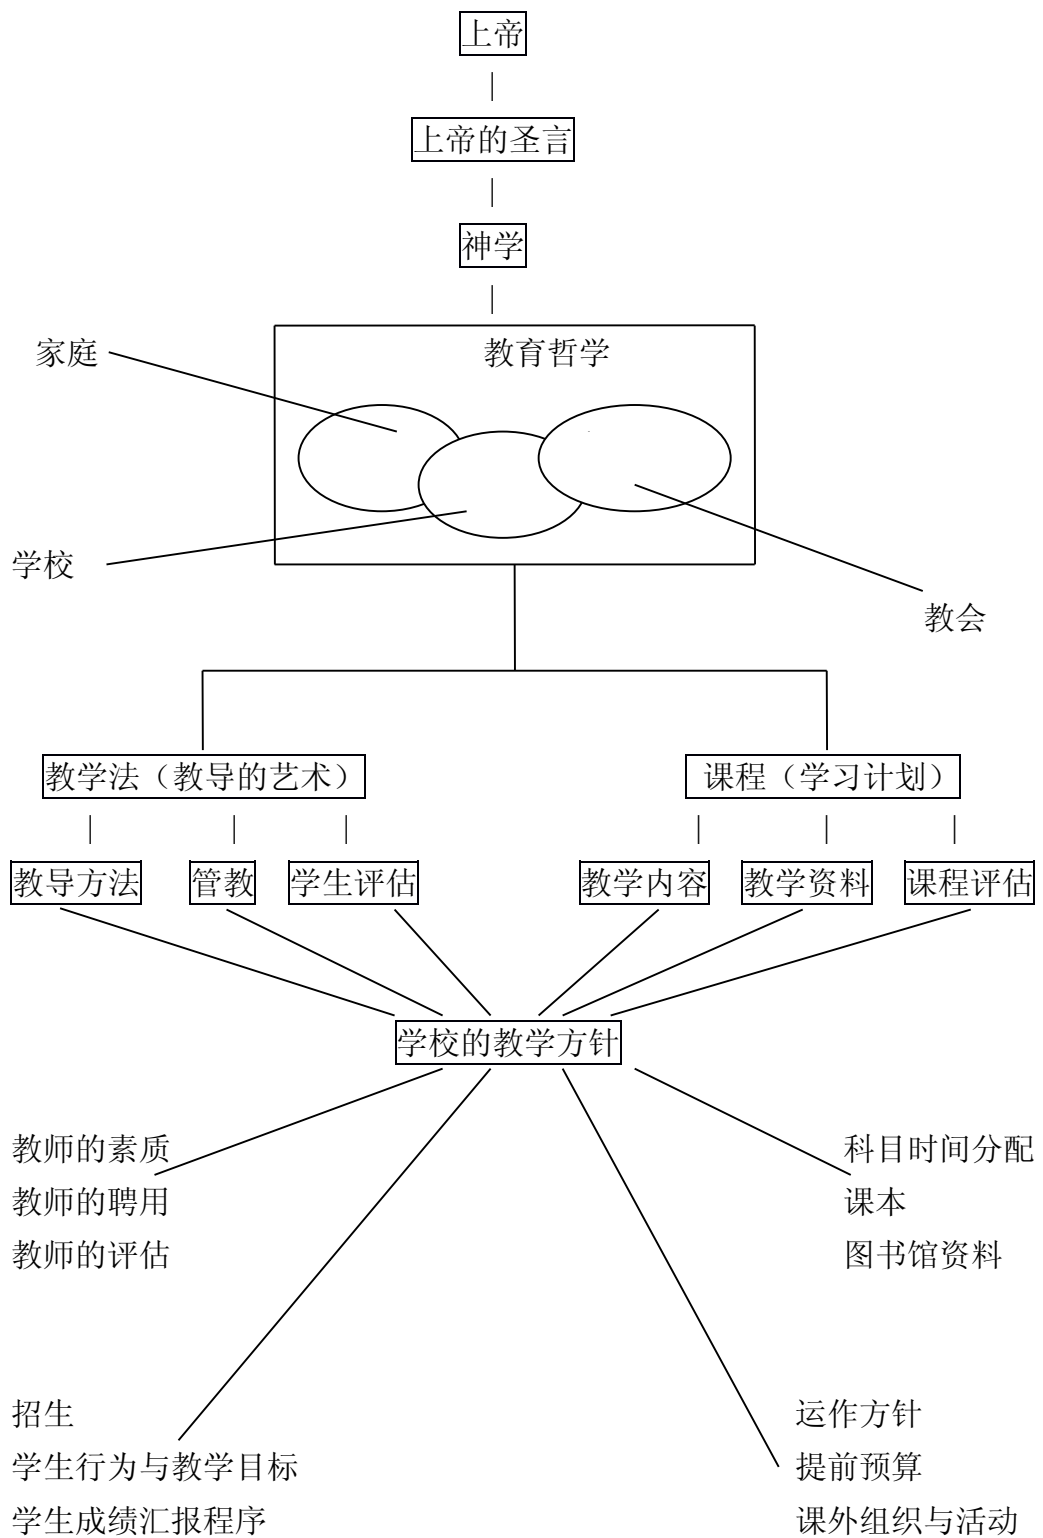 上帝
上帝的圣言
神学
教育哲学
家庭
学校
教会
教学法（教导的艺术）
课程（学习计划）
教导方法
管教
学生评估
教学内容
教学资料
课程评估
学校的教学方针
教师的素质
教师的聘用
教师的评估
科目时间分配
课本
图书馆资料
招生
学生行为与教学目标
学生成绩汇报程序
运作方针
提前预算
课外组织与活动